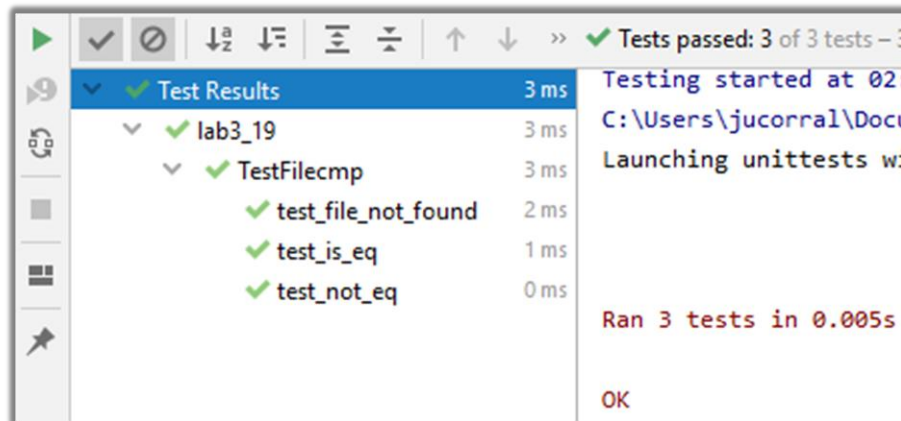 Tests passed: 3 of 3 tests – 3
Test Results 3 ms
lab3_19 3 ms
TestFilecmp 3 ms
test_file_not_found 2 ms
test_is_eq 1 ms
test_not_eq 0 ms
Testing started at 02:
C:\Users\jucorral\Docu
Launching unittests wi
Ran 3 tests in 0.005s
OK